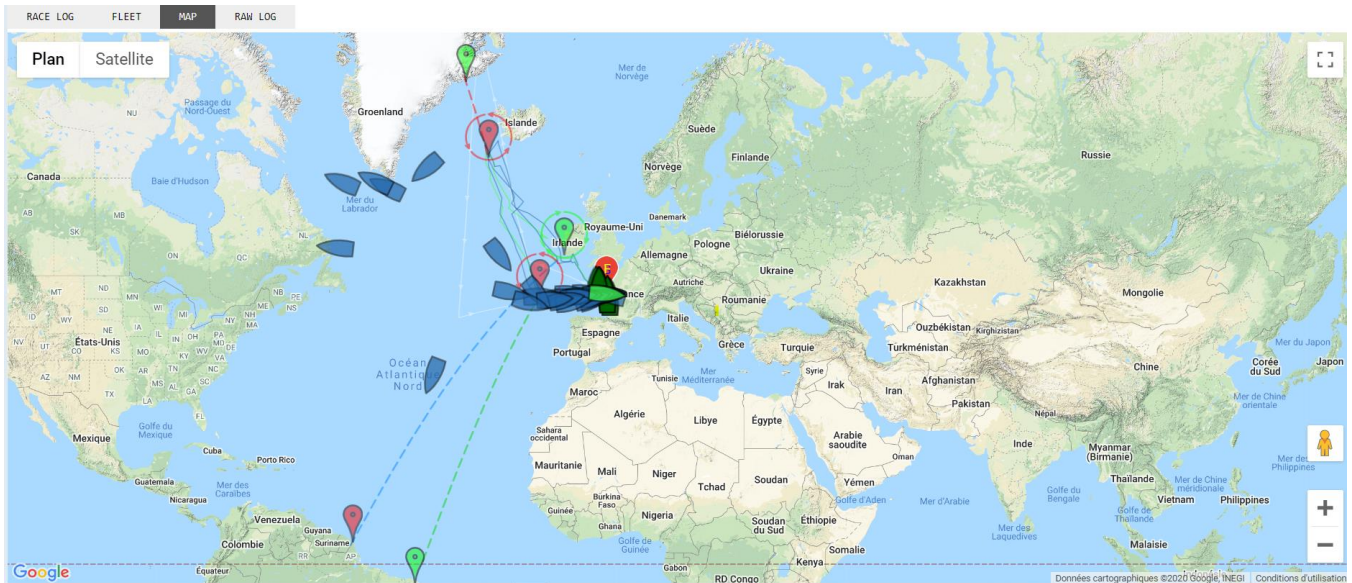 RACE LOG
FLEET
MAP
RAW LOG
Plan
Satellite
Mer de
Norvège
Passage du
Nord-Ouest
NU
Groenland
Islande
Suède
Finlande
Norvège
Russie
Canada
Baie d'Hudson
Mer du
Labrador
AB
MB
SK
ON
QC
NL
Royaume-Uni
Irlande
Danemark
Biélorussie
Pologne
Allemagne
Ukraine
Autriche
F
Roumanie
Kazakhstan
Mongolie
WA
MT
ND
MN
SD
WI
MI
NB
PE
NS
ID
WY
IA
NE
NV
UT
CO
KS
MO
IL
IN
OH
PA
KY
VA
États-Unis
AZ
NM
OK
AR
TN
NC
SC
MS
AL
GA
TX
LA
FL
Italie
Espagne
Portugal
Grèce
Turquie
Ouzbékistan
Kirghizistan
Turkménistan
Mer du Japon
Corée
du Sud
Japon
Chine
Océan
Atlantique
Nord
Tunisie
Mer
Méditerranée
Syrie
Irak
Iran
Afghanistan
Pakistan
Népal
Mer de Chine
orientale
Maroc
Algérie
Libye
Égypte
Sahara
occidental
Golfe du
Mexique
Mexique
Cuba
Porto Rico
Mer des
Caraïbes
Guatemala
Nicaragua
Arabie
saoudite
Oman
Inde
Myanmar
(Birmanie)
Mer des
Philippines
Mauritanie
Mali
Niger
Tchad
Soudan
Yémen
Golfe d'Aden
Mer d'Arabie
Golfe du
Bengale
Thaïlande
Mer de Chine
méridionale
Vietnam
Philippines
Golfe de
Thaïlande
Burkina
Faso
Guinée
Ghana
Nigeria
Soudan
du Sud
Éthiopie
Mer des
Laquedives
Venezuela
Guyana
Suriname
Colombie
RR
AP
Golfe de
Guinée
Somalie
Malaisie
Équateur
Gabon
Kenya
RD Congo
AM
PA
MA
CE
Google
Données cartographiques ©2020 Google, INEGI
Conditions d'utilisation